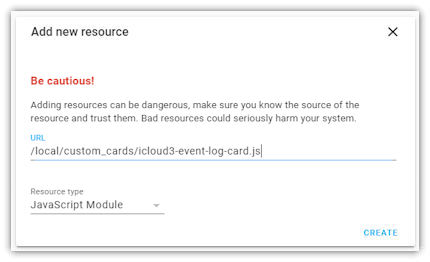 Add new resource
Be cautious!
Adding resources can be dangerous, make sure you know the source of the
resource and trust them. Bad resources could seriously harm your system.
URL
/local/custom_cards/icloud3-event-log-card.js
Resource type
JavaScript Module
CREATE